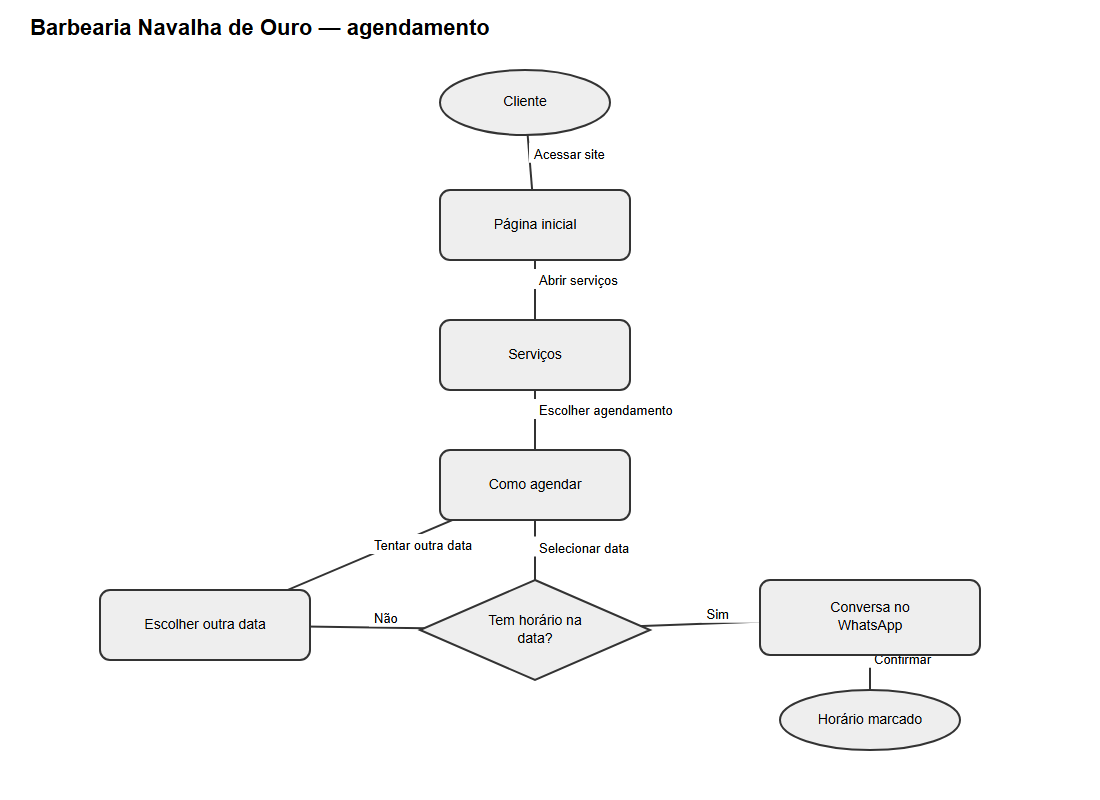 Barbearia Navalha de Ouro — agendamento
Cliente
Acessar site
Página inicial
Abrir serviços
Serviços
Escolher agendamento
Como agendar
Tentar outra data
Selecionar data
Escolher outra data
Não
Tem horário na
data?
Sim
Conversa no
WhatsApp
Confirmar
Horário marcado